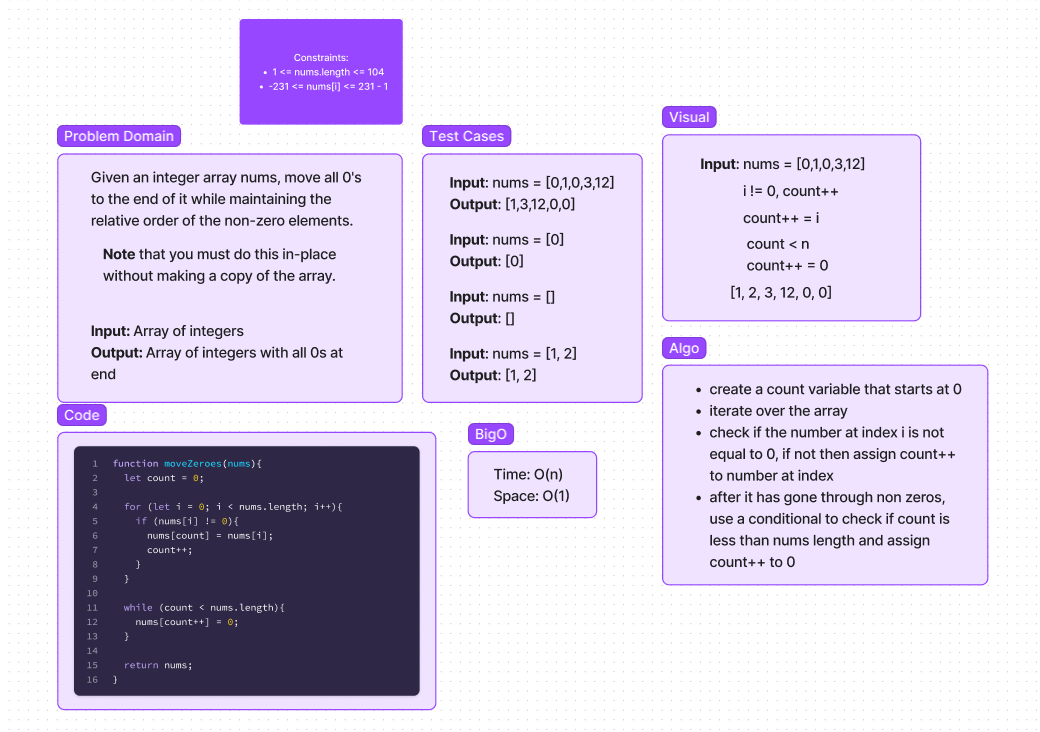 Constraints:
• 1 <= nums.length <= 104
• -231 <= nums[i] <= 231 - 1
Problem Domain
Given an integer array nums, move all 0's
to the end of it while maintaining the
relative order of the non-zero elements.
Note that you must do this in-place
without making a copy of the array.
Input: Array of integers
Output: Array of integers with all 0s at
end
Test Cases
Input: nums = [0,1,0,3,12]
Output: [1,3,12,0,0]
Input: nums = [0]
Output: [0]
Input: nums = []
Output: []
Input: nums = [1, 2]
Output: [1, 2]
Visual
Input: nums = [0,1,0,3,12]
i != 0, count++
count++ = i
count < n
count++ = 0
[1, 2, 3, 12, 0, 0]
Algo
• create a count variable that starts at 0
• iterate over the array
• check if the number at index i is not
equal to 0, if not then assign count++
to number at index
• after it has gone through non zeros,
use a conditional to check if count is
less than nums length and assign
count++ to 0
Code
1 function moveZeroes(nums){
2 let count = 0;
3
4 for (let i = 0; i < nums.length; i++){
5 if (nums[i] != 0){
6 nums[count] = nums[i];
7 count++;
8 }
9 }
10
11 while (count < nums.length){
12 nums[count++] = 0;
13 }
14
15 return nums;
16 }
BigO
Time: O(n)
Space: O(1)